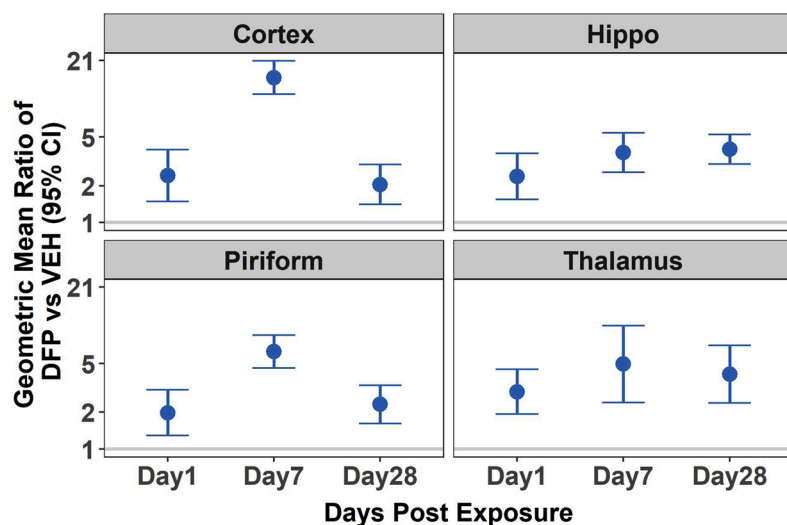 Cortex
Hippo
21
5
2
1
Piriform
Thalamus
21
5
2
1
Day1 Day7 Day28
Day1 Day7 Day28
Days Post Exposure
Geometric Mean Ratio of
DFP vs VEH (95% CI)